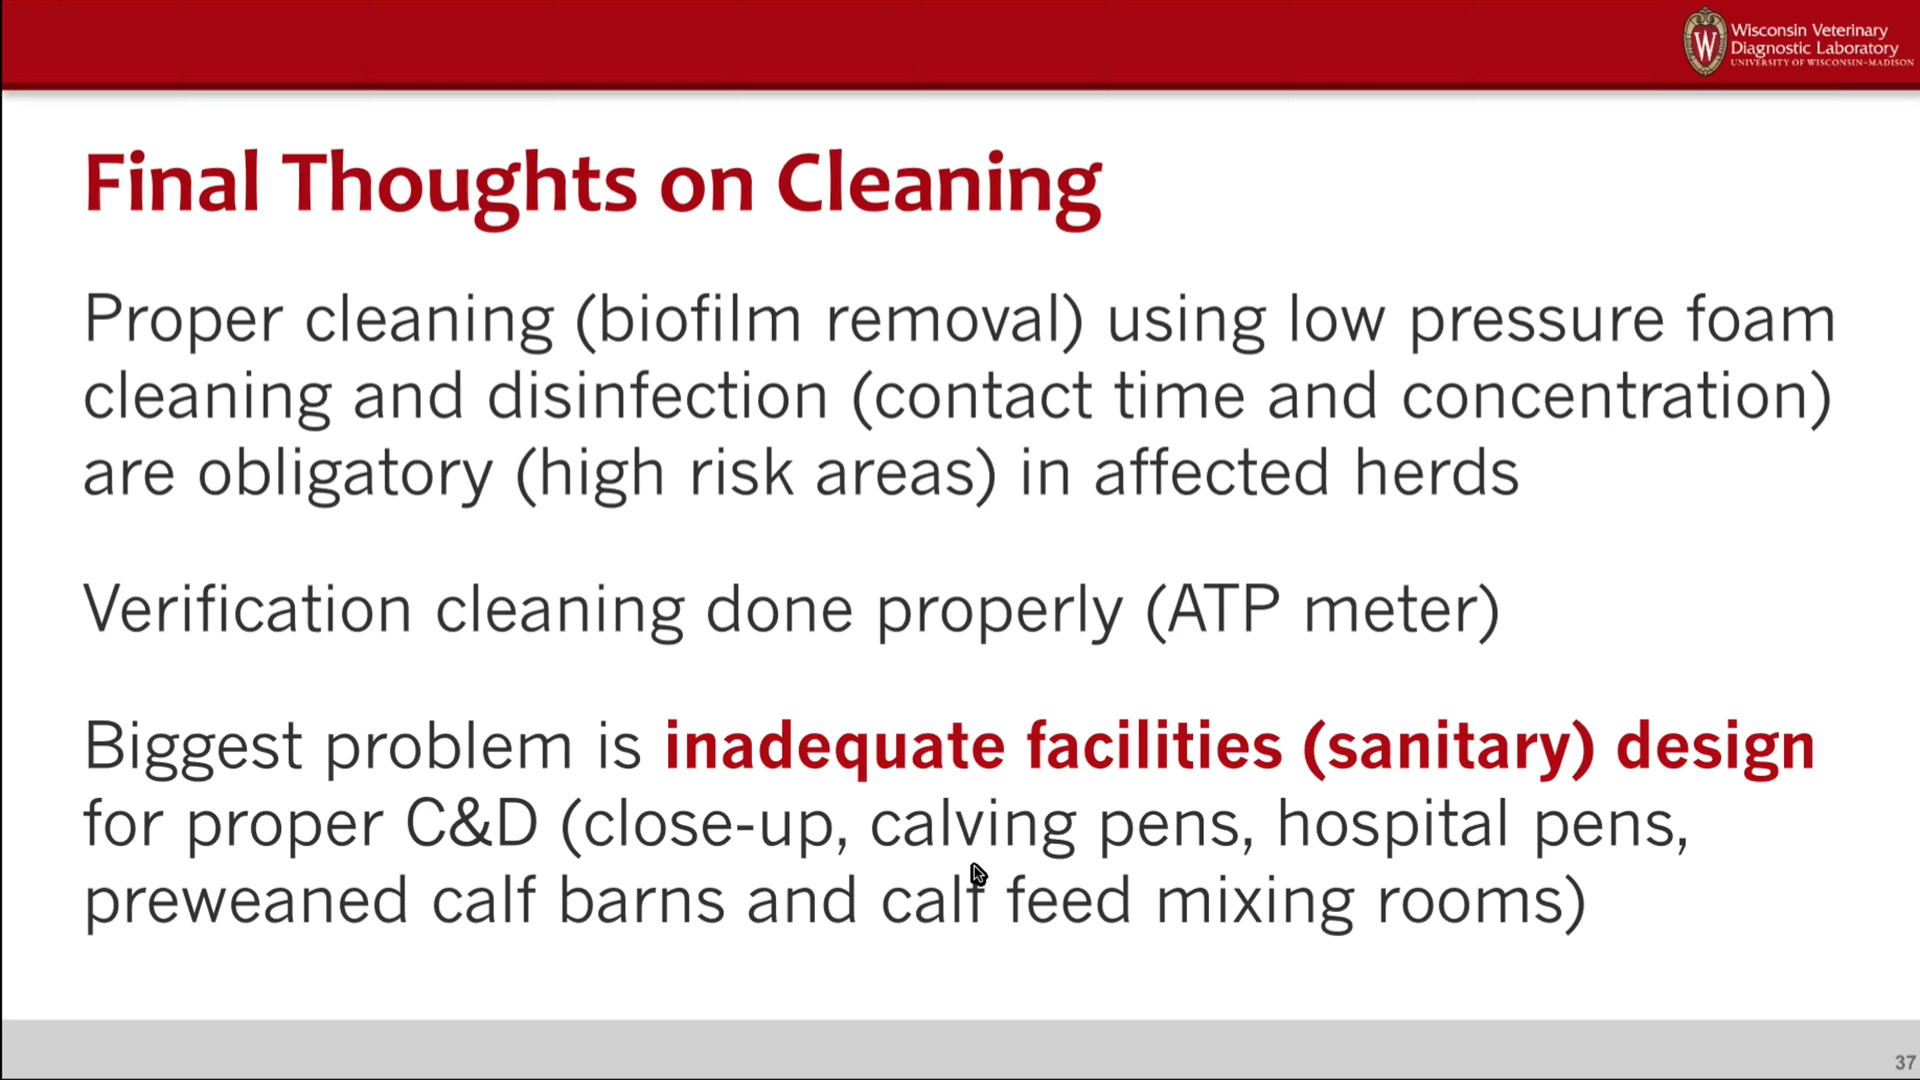 Wisconsin Veterinary
Diagnostic Laboratory
UNIVERSITY OF WISCONSIN–MADISON
Final Thoughts on Cleaning
Proper cleaning (biofilm removal) using low pressure foam
cleaning and disinfection (contact time and concentration)
are obligatory (high risk areas) in affected herds
Verification cleaning done properly (ATP meter)
Biggest problem is inadequate facilities (sanitary) design
for proper C&D (close-up, calving pens, hospital pens,
preweaned calf barns and calf feed mixing rooms)
37